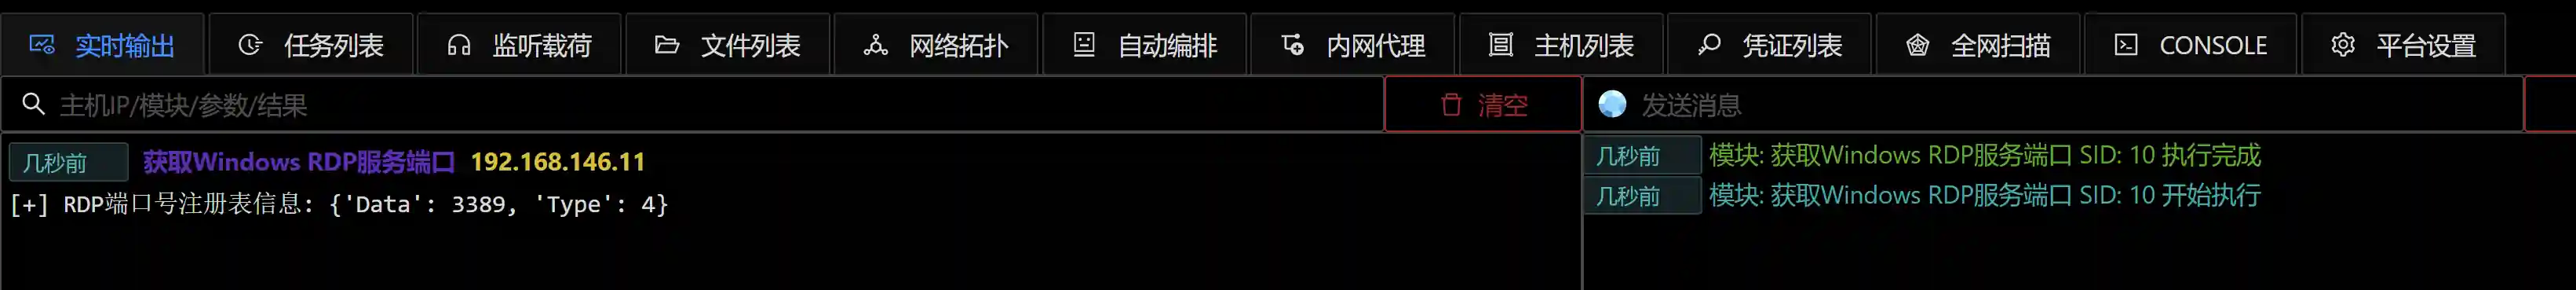 实时输出 任务列表 监听载荷 文件列表 网络拓扑 自动编排 内网代理 主机列表 凭证列表 全网扫描 CONSOLE 平台设置
主机IP/模块/参数/结果 清空 发送消息
几秒前 获取Windows RDP服务端口 192.168.146.11
[+] RDP端口号注册表信息: {'Data': 3389, 'Type': 4}
几秒前 模块: 获取Windows RDP服务端口 SID: 10 执行完成
几秒前 模块: 获取Windows RDP服务端口 SID: 10 开始执行